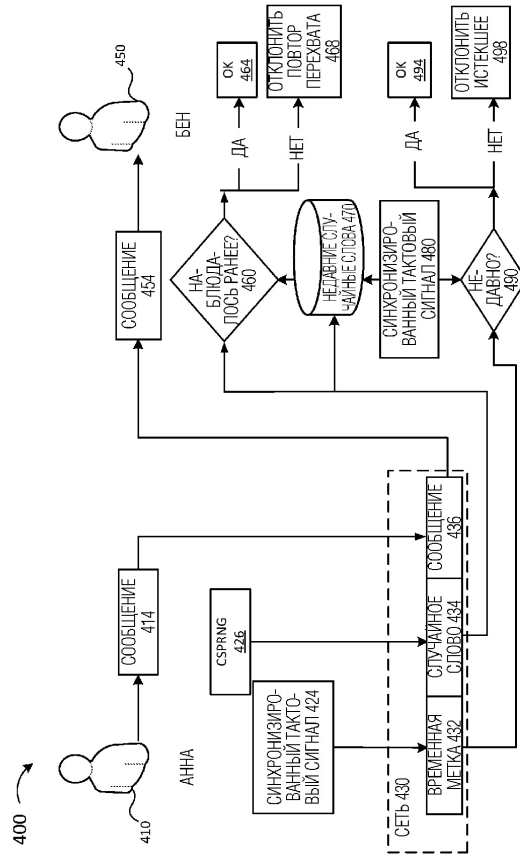 400
410
АННА
СООБЩЕНИЕ
414
CSPRNG
426
СИНХРОНИЗИРО-
ВАННЫЙ ТАКТО-
ВЫЙ СИГНАЛ 424
СЕТЬ 430
ВРЕМЕННАЯ
МЕТКА 432
СЛУЧАЙНОЕ
СЛОВО 434
СООБЩЕНИЕ
436
450
БЕН
СООБЩЕНИЕ
454
НА-
БЛЮДА-
ЛОСЬ РАНЕЕ?
460
ДА
НЕТ
OK
464
ОТКЛОНИТЬ
ПОВТОР
ПЕРЕХВАТА
468
НЕДАВНИЕ СЛУ-
ЧАЙНЫЕ СЛОВА 470
СИНХРОНИЗИРО-
ВАННЫЙ ТАКТОВЫЙ
СИГНАЛ 480
НЕ-
ДАВНО?
490
ДА
НЕТ
OK
494
ОТКЛОНИТЬ
ИСТЕКШЕЕ
498